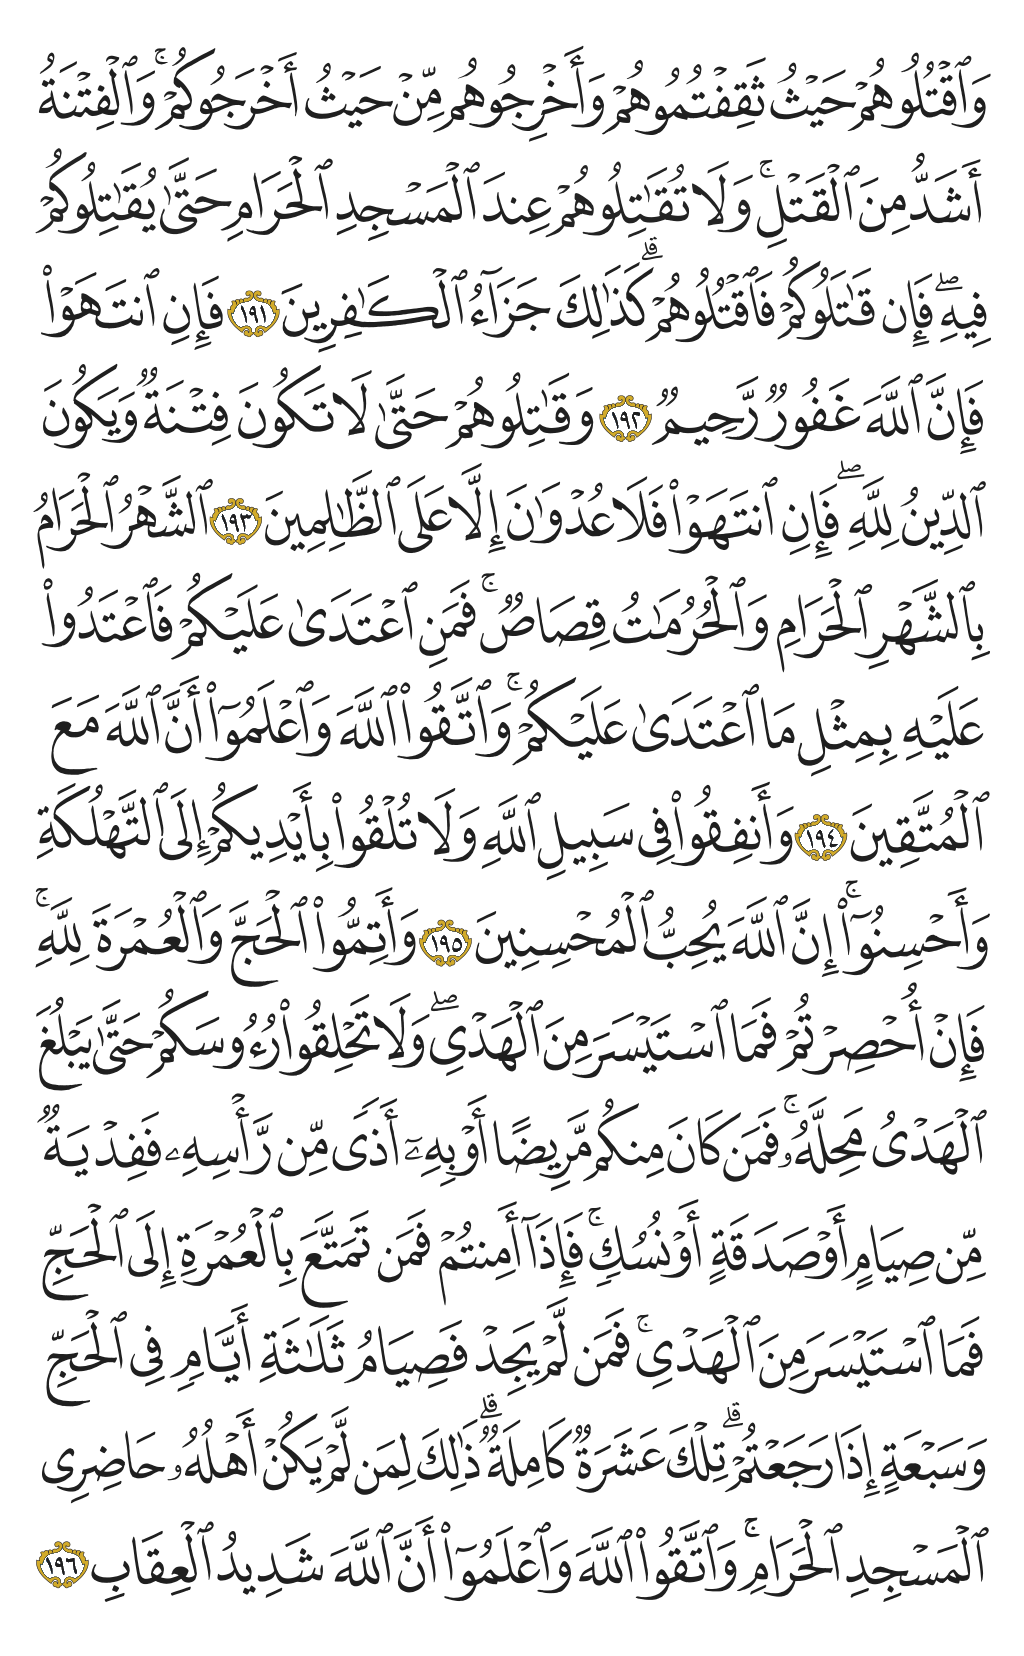 وَٱقۡتُلُوهُمۡ حَيۡثُ ثَقِفۡتُمُوهُمۡ وَأَخۡرِجُوهُم مِّنۡ حَيۡثُ أَخۡرَجُوكُمۡۚ وَٱلۡفِتۡنَةُ
أَشَدُّ مِنَ ٱلۡقَتۡلِۚ وَلَا تُقَٰتِلُوهُمۡ عِندَ ٱلۡمَسۡجِدِ ٱلۡحَرَامِ حَتَّىٰ يُقَٰتِلُوكُمۡ
فِيهِۖ فَإِن قَٰتَلُوكُمۡ فَٱقۡتُلُوهُمۡۗ كَذَٰلِكَ جَزَآءُ ٱلۡكَٰفِرِينَ ١٩١ فَإِنِ ٱنتَهَوۡاْ
فَإِنَّ ٱللَّهَ غَفُورٞ رَّحِيمٞ ١٩٢ وَقَٰتِلُوهُمۡ حَتَّىٰ لَا تَكُونَ فِتۡنَةٞ وَيَكُونَ
ٱلدِّينُ لِلَّهِۖ فَإِنِ ٱنتَهَوۡاْ فَلَا عُدۡوَٰنَ إِلَّا عَلَى ٱلظَّٰلِمِينَ ١٩٣ ٱلشَّهۡرُ ٱلۡحَرَامُ
بِٱلشَّهۡرِ ٱلۡحَرَامِ وَٱلۡحُرُمَٰتُ قِصَاصٞۚ فَمَنِ ٱعۡتَدَىٰ عَلَيۡكُمۡ فَٱعۡتَدُواْ
عَلَيۡهِ بِمِثۡلِ مَا ٱعۡتَدَىٰ عَلَيۡكُمۡۚ وَٱتَّقُواْ ٱللَّهَ وَٱعۡلَمُوٓاْ أَنَّ ٱللَّهَ مَعَ
ٱلۡمُتَّقِينَ ١٩٤ وَأَنفِقُواْ فِي سَبِيلِ ٱللَّهِ وَلَا تُلۡقُواْ بِأَيۡدِيكُمۡ إِلَى ٱلتَّهۡلُكَةِ
وَأَحۡسِنُوٓاْۚ إِنَّ ٱللَّهَ يُحِبُّ ٱلۡمُحۡسِنِينَ ١٩٥ وَأَتِمُّواْ ٱلۡحَجَّ وَٱلۡعُمۡرَةَ لِلَّهِۚ
فَإِنۡ أُحۡصِرۡتُمۡ فَمَا ٱسۡتَيۡسَرَ مِنَ ٱلۡهَدۡيِۖ وَلَا تَحۡلِقُواْ رُءُوسَكُمۡ حَتَّىٰ يَبۡلُغَ
ٱلۡهَدۡيُ مَحِلَّهُۥۚ فَمَن كَانَ مِنكُم مَّرِيضًا أَوۡ بِهِۦٓ أَذٗى مِّن رَّأۡسِهِۦ فَفِدۡيَةٞ
مِّن صِيَامٍ أَوۡ صَدَقَةٍ أَوۡ نُسُكٖۚ فَإِذَآ أَمِنتُمۡ فَمَن تَمَتَّعَ بِٱلۡعُمۡرَةِ إِلَى ٱلۡحَجِّ
فَمَا ٱسۡتَيۡسَرَ مِنَ ٱلۡهَدۡيِۚ فَمَن لَّمۡ يَجِدۡ فَصِيَامُ ثَلَٰثَةِ أَيَّامٖ فِي ٱلۡحَجِّ
وَسَبۡعَةٍ إِذَا رَجَعۡتُمۡۗ تِلۡكَ عَشَرَةٞ كَامِلَةٞۗ ذَٰلِكَ لِمَن لَّمۡ يَكُنۡ أَهۡلُهُۥ حَاضِرِي
ٱلۡمَسۡجِدِ ٱلۡحَرَامِۚ وَٱتَّقُواْ ٱللَّهَ وَٱعۡلَمُوٓاْ أَنَّ ٱللَّهَ شَدِيدُ ٱلۡعِقَابِ ١٩٦